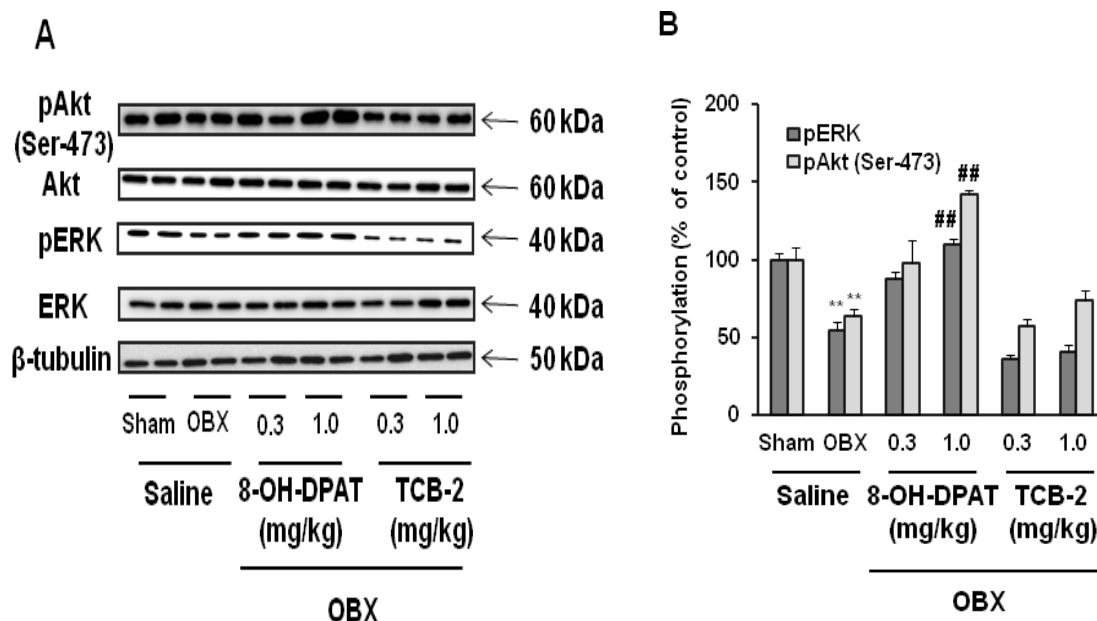 A
pAkt
(Ser-473)
60 kDa
Akt
60 kDa
pERK
40 kDa
ERK
40 kDa
β-tubulin
50 kDa
Sham OBX 0.3 1.0 0.3 1.0
Saline 8-OH-DPAT TCB-2
(mg/kg) (mg/kg)
OBX
B
Phosphorylation (% of control)
200
150
100
50
0
pERK
pAkt (Ser-473)
** **
## ##
Sham OBX 0.3 1.0 0.3 1.0
Saline 8-OH-DPAT TCB-2
(mg/kg) (mg/kg)
OBX